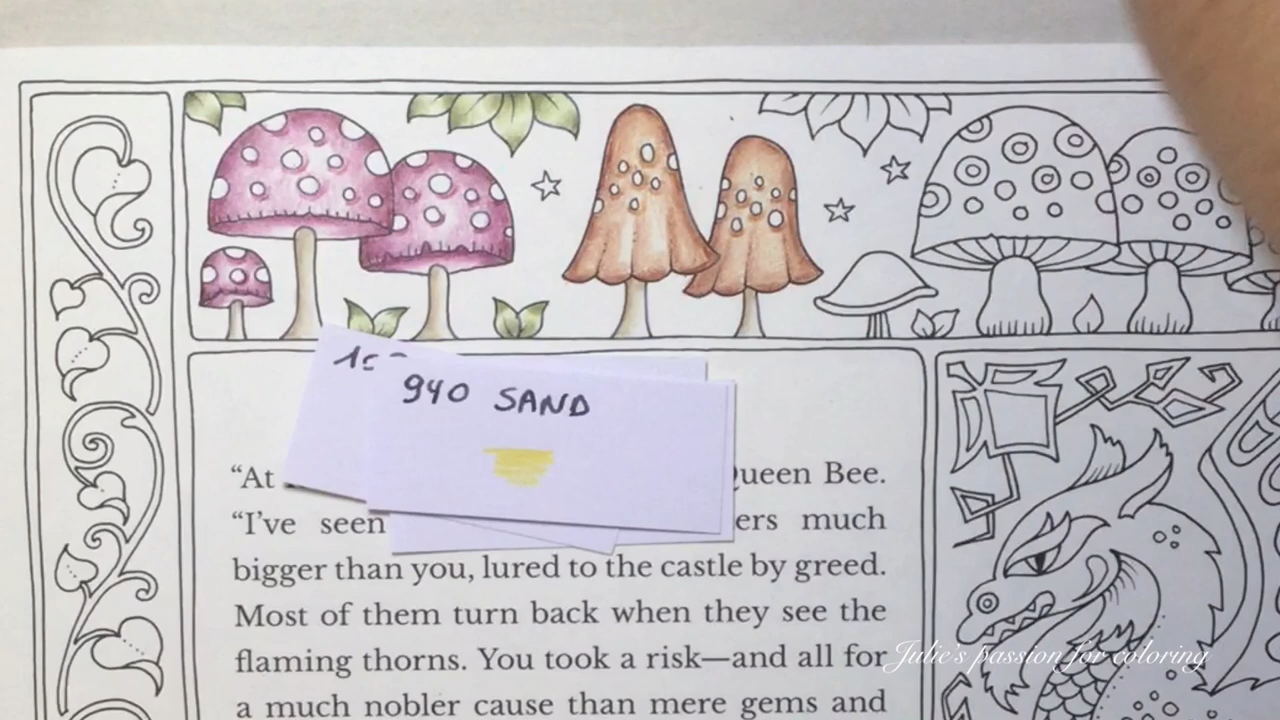 940 SAND
“At
Queen Bee.
“I’ve seen
ers much
bigger than you, lured to the castle by greed.
Most of them turn back when they see the
flaming thorns. You took a risk—and all for
a much nobler cause than mere gems and
Julie's passion for coloring